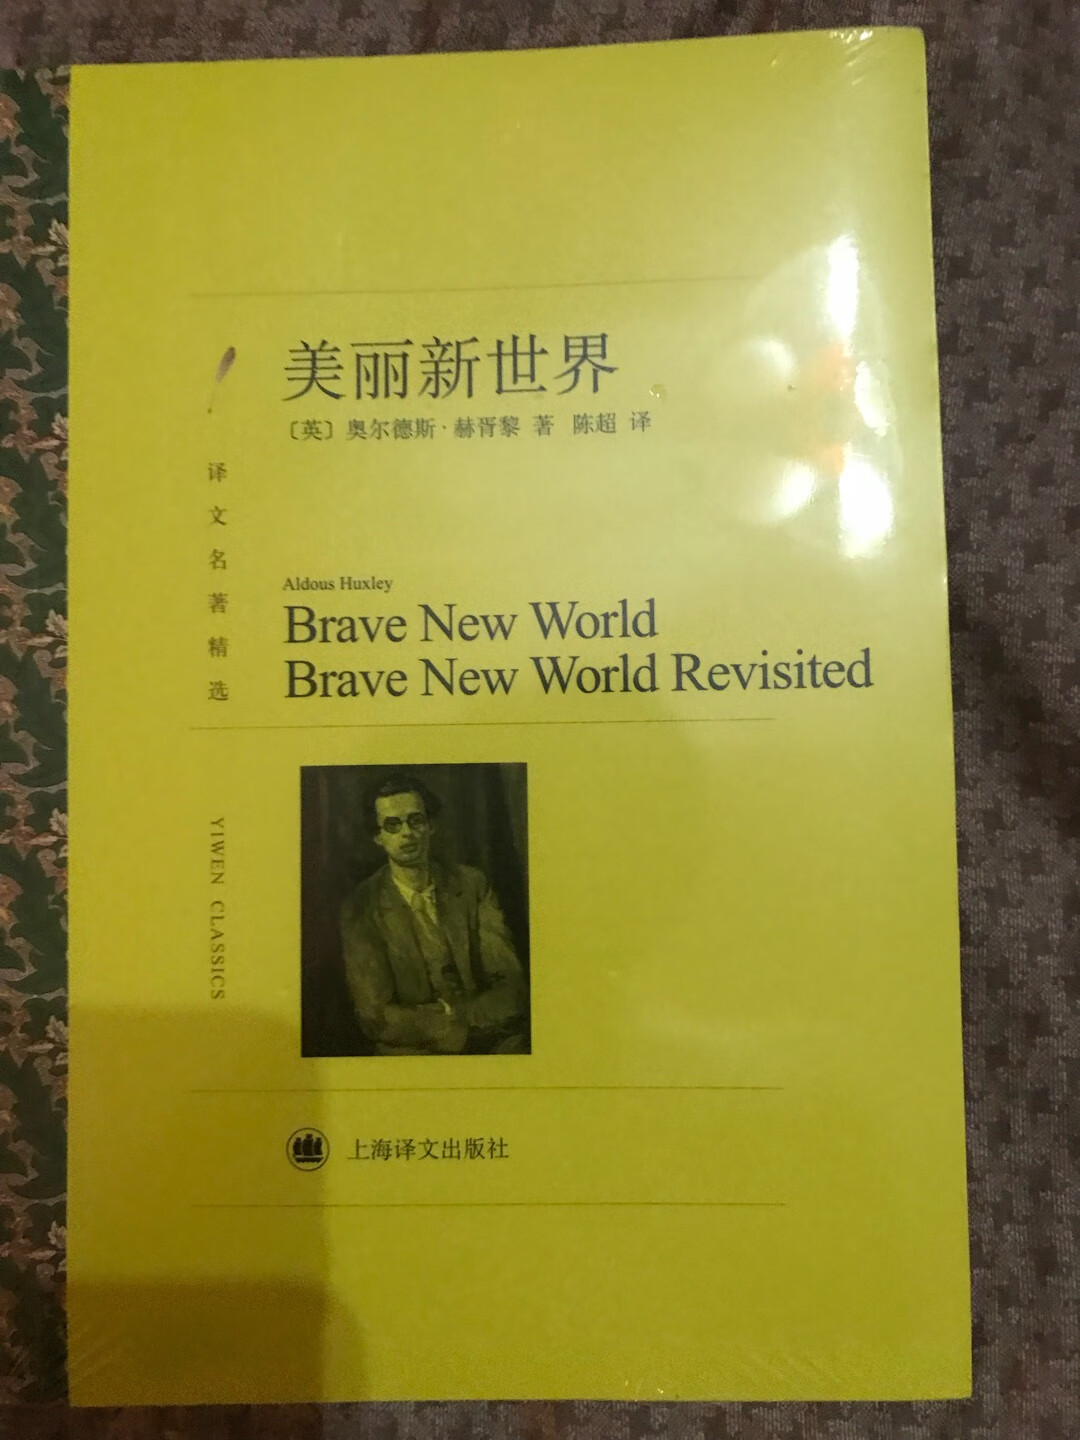 美丽新世界
〔英〕奥尔德斯·赫胥黎 著 陈超 译
译文名著精选
YIWEN CLASSICS
Aldous Huxley
Brave New World
Brave New World Revisited
上海译文出版社